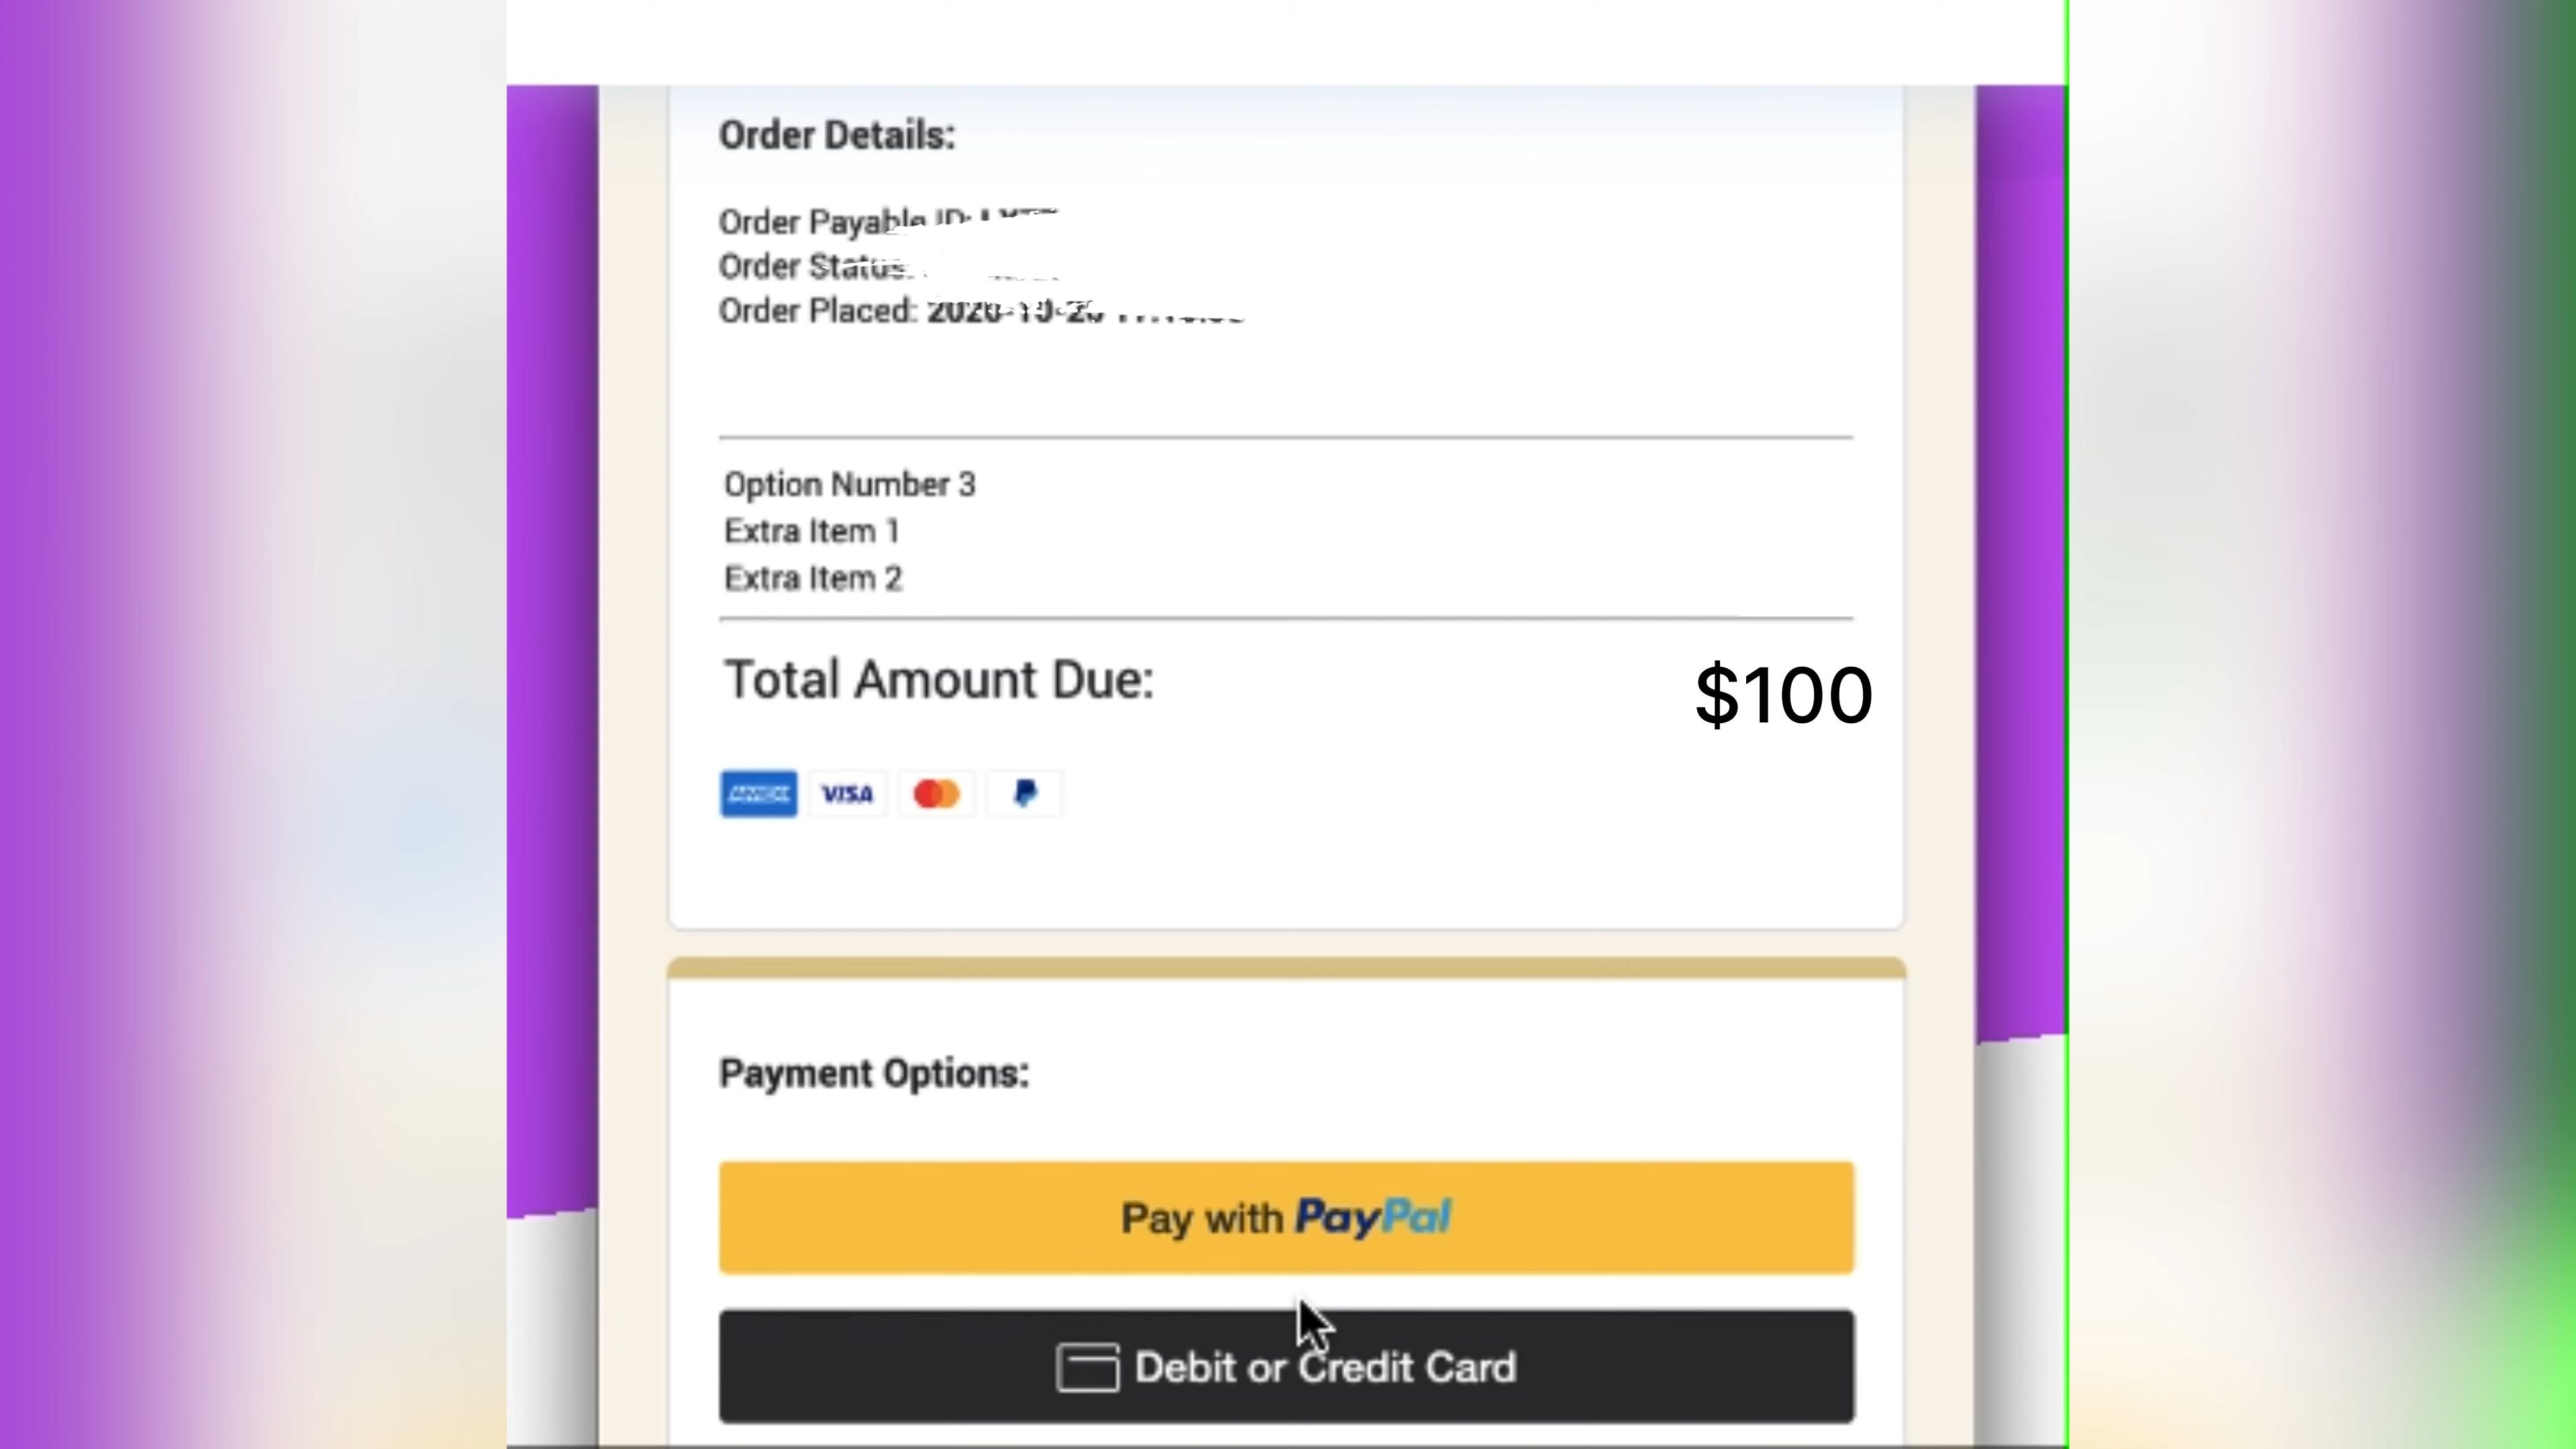 Order Details:
Order Payable ID:
Order Status:
Order Placed:
Option Number 3
Extra Item 1
Extra Item 2
Total Amount Due: $100
VISA
Payment Options:
Pay with PayPal
Debit or Credit Card